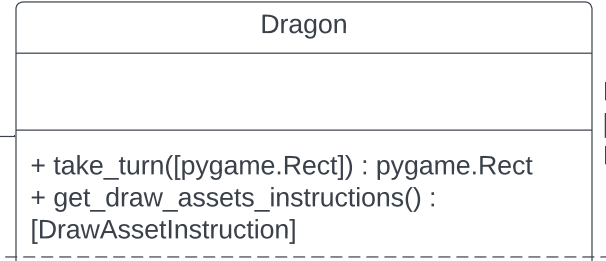 Dragon
+ take_turn([pygame.Rect]) : pygame.Rect
+ get_draw_assets_instructions() :
[DrawAssetInstruction]